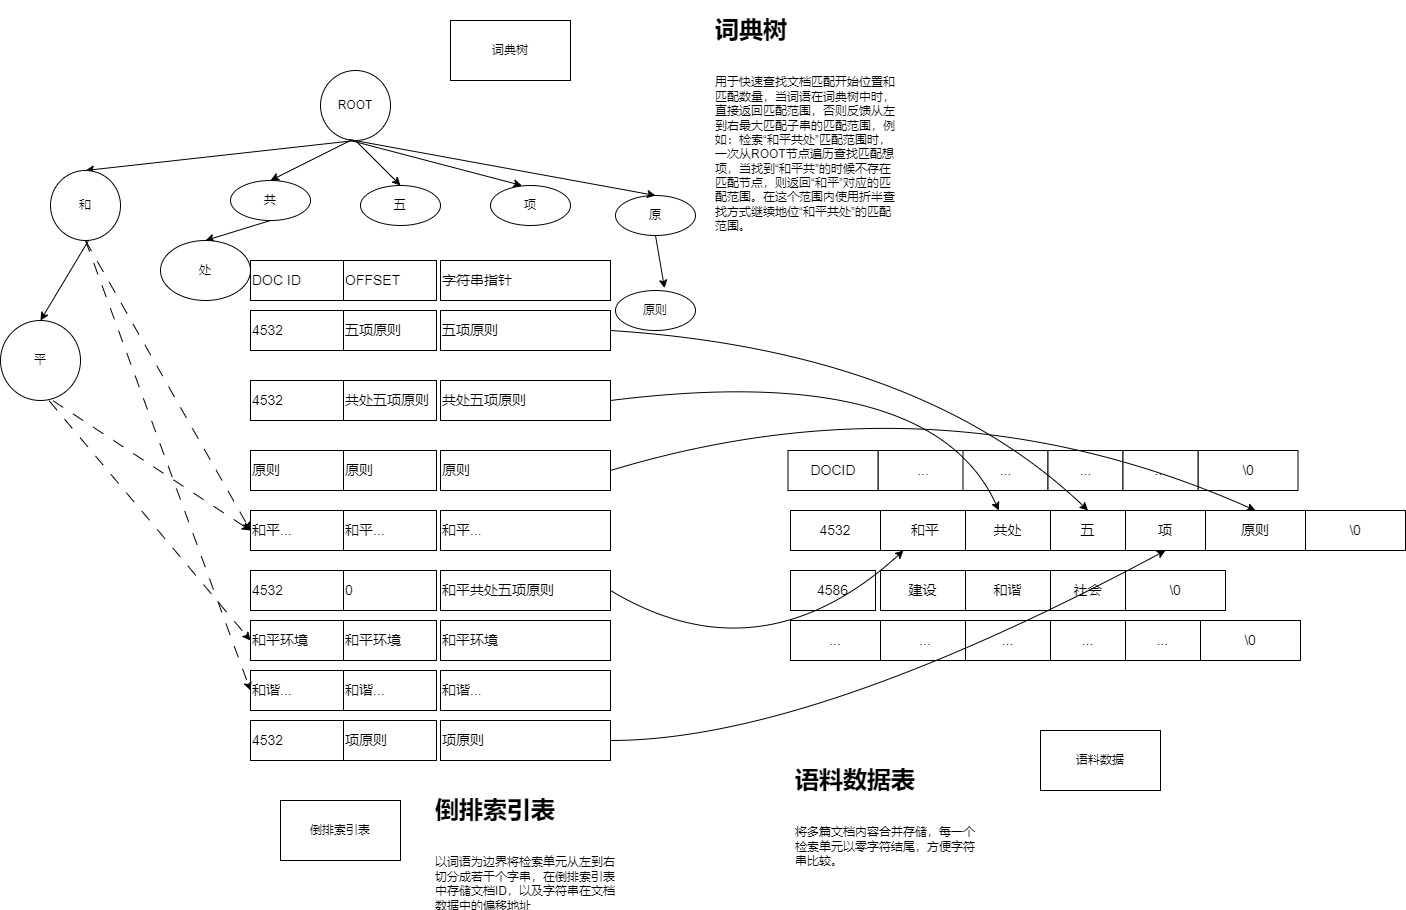 词典树
词典树
用于快速查找文档匹配开始位置和
匹配数量，当词语在词典树中时，
直接返回匹配范围，否则反馈从左
到右最大匹配子串的匹配范围，例
如：检索“和平共处”匹配范围时，
一次从ROOT节点遍历查找匹配想
项，当找到“和平共”的时候不存在
匹配节点，则返回“和平”对应的匹
配范围。在这个范围内使用折半查
找方式继续地位“和平共处”的匹配
范围。
ROOT
和
共
五
项
原
处
平
原则
DOC ID OFFSET 字符串指针
4532 五项原则 五项原则
4532 共处五项原则 共处五项原则
原则 原则 原则
和平... 和平... 和平...
4532 0 和平共处五项原则
和平环境 和平环境 和平环境
和谐... 和谐... 和谐...
4532 项原则 项原则
DOCID ... ... ... ... \0
4532 和平 共处 五 项 原则 \0
4586 建设 和谐 社会 \0
... ... ... ... ... \0
倒排索引表
倒排索引表
以词语为边界将检索单元从左到右
切分成若干个字串，在倒排索引表
中存储文档ID，以及字符串在文档
数据中的偏移地址
语料数据
语料数据表
将多篇文档内容合并存储，每一个
检索单元以零字符结尾，方便字符
串比较。